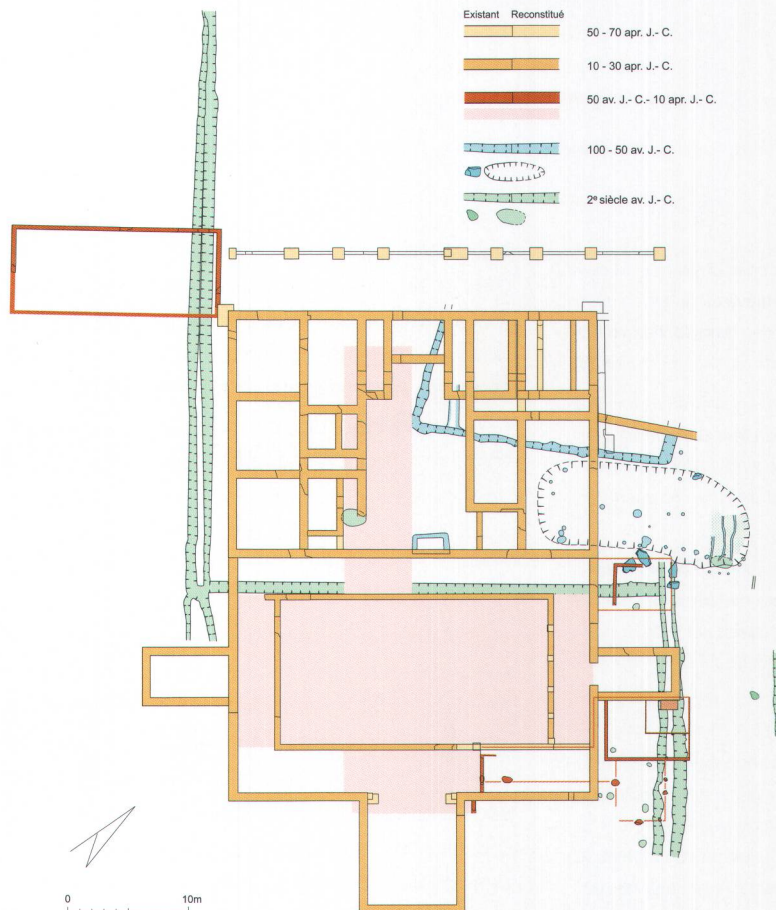 Existant Reconstitué
50 - 70 apr. J.- C.
10 - 30 apr. J.- C.
50 av. J.- C.- 10 apr. J.- C.
100 - 50 av. J.- C.
2e siècle av. J.- C.
0 10m